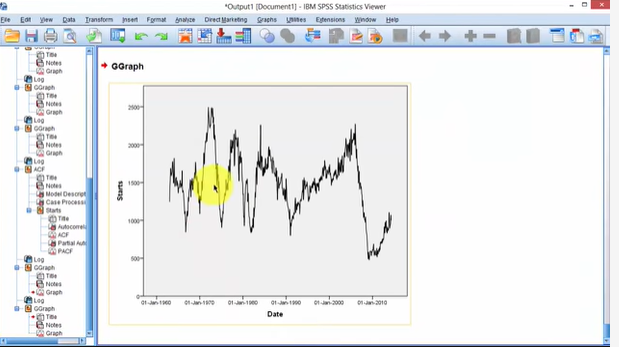 *Output1 [Document1] - IBM SPSS Statistics Viewer
File Edit View Data Transform Insert Format Analyze Direct Marketing Graphs Utilities Extensions Window Help
Title
Notes
Graph
Log
GGraph
Title
Notes
Graph
Log
GGraph
Title
Notes
Graph
Log
ACF
Title
Notes
Model Descript
Case Processi
Starts
Title
Autocorrela
ACF
Partial Auto
PACF
Log
GGraph
Title
Notes
Graph
Log
GGraph
Title
Notes
Graph
GGraph
2500
2000
1500
1000
500
0
Starts
01-Jan-1960 01-Jan-1970 01-Jan-1980 01-Jan-1990 01-Jan-2000 01-Jan-2010
Date